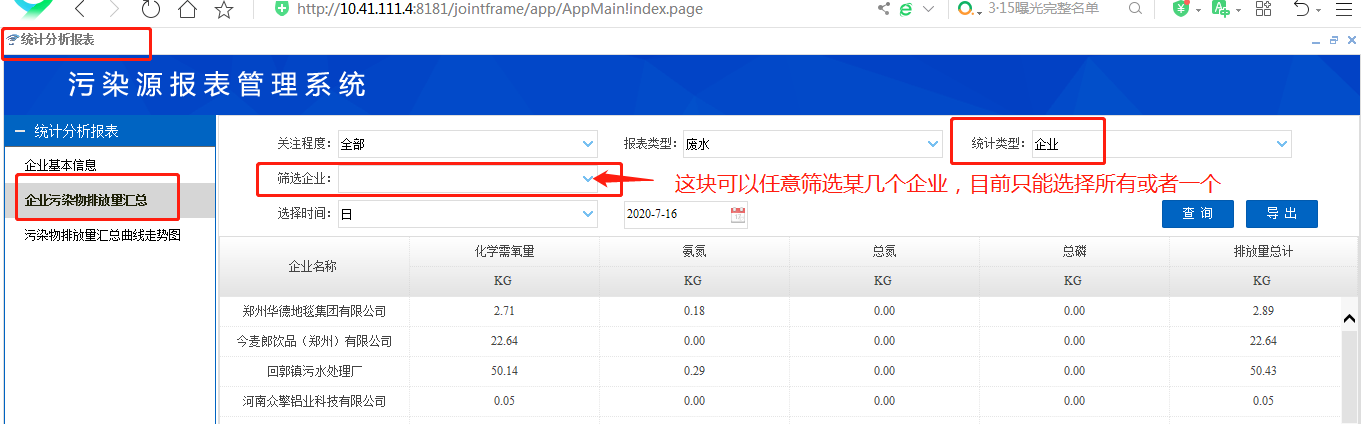 http://10.41.111.4:8181/jointframe/app/AppMain!index.page
3·15曝光完整名单
统计分析报表
污染源报表管理系统
统计分析报表
企业基本信息
企业污染物排放量汇总
污染物排放量汇总曲线走势图
关注程度： 全部 报表类型： 废水 统计类型： 企业
筛选企业： 这块可以任意筛选某几个企业，目前只能选择所有或者一个
选择时间： 日 2020-7-16 查 询 导 出
企业名称 化学需氧量 氨氮 总氮 总磷 排放量总计
KG KG KG KG KG
郑州华德地毯集团有限公司 2.71 0.18 0.00 0.00 2.89
今麦郎饮品（郑州）有限公司 22.64 0.00 0.00 0.00 22.64
回郭镇污水处理厂 50.14 0.29 0.00 0.00 50.43
河南众擎铝业科技有限公司 0.05 0.00 0.00 0.00 0.05